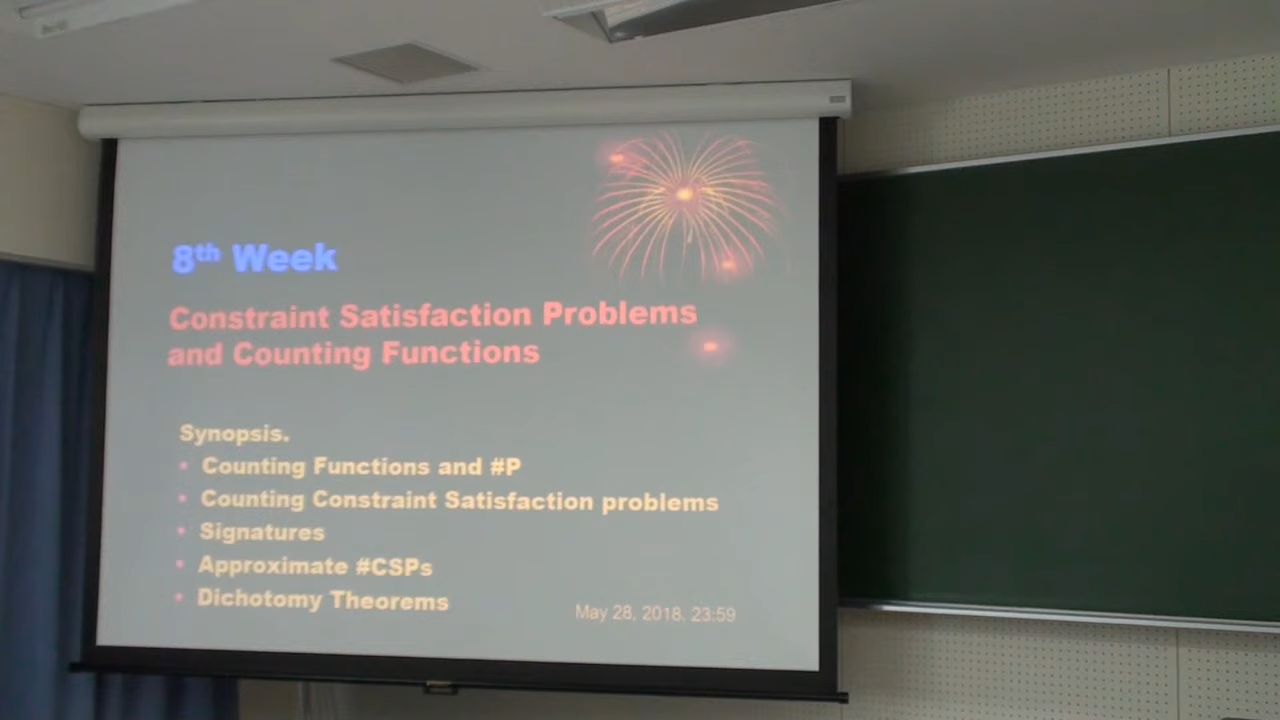 8th Week
Constraint Satisfaction Problems
and Counting Functions
Synopsis.
• Counting Functions and #P
• Counting Constraint Satisfaction problems
• Signatures
• Approximate #CSPs
• Dichotomy Theorems
May 28, 2018. 23:59